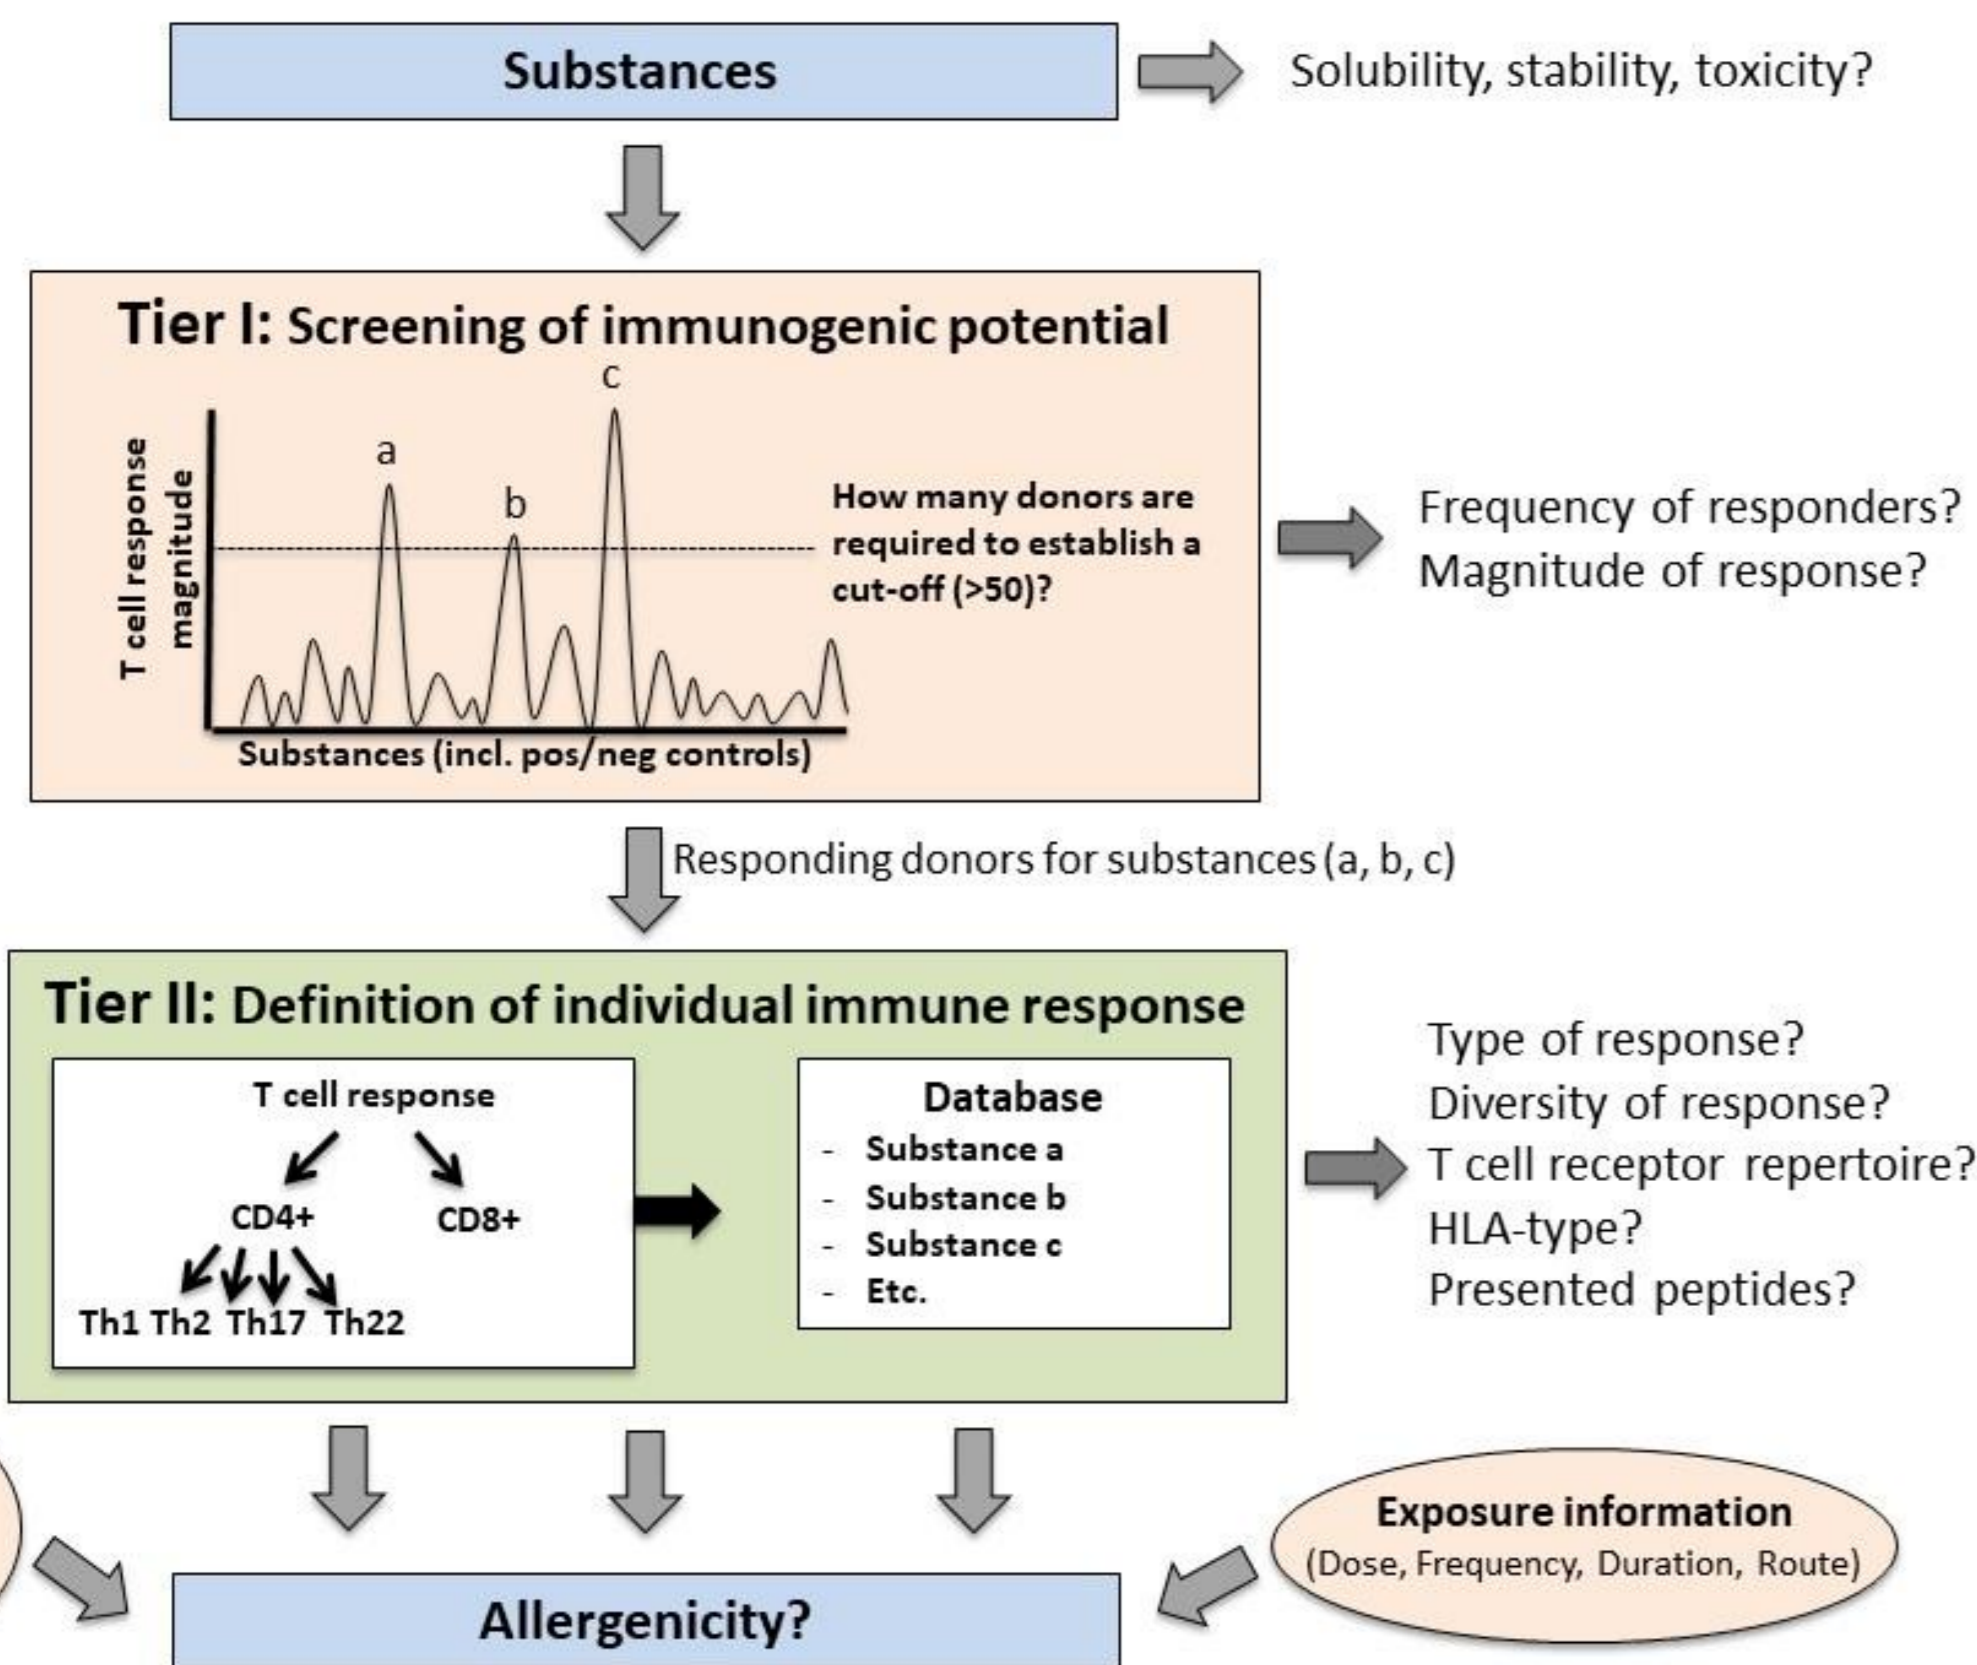 Substances
Solubility, stability, toxicity?
Tier I: Screening of immunogenic potential
c
a
b
T cell response
magnitude
How many donors are
required to establish a
cut-off (>50)?
Substances (incl. pos/neg controls)
Frequency of responders?
Magnitude of response?
Responding donors for substances (a, b, c)
Tier II: Definition of individual immune response
T cell response
CD4+
CD8+
Th1 Th2 Th17 Th22
Database
- Substance a
- Substance b
- Substance c
- Etc.
Type of response?
Diversity of response?
T cell receptor repertoire?
HLA-type?
Presented peptides?
Exposure information
(Dose, Frequency, Duration, Route)
Allergenicity?